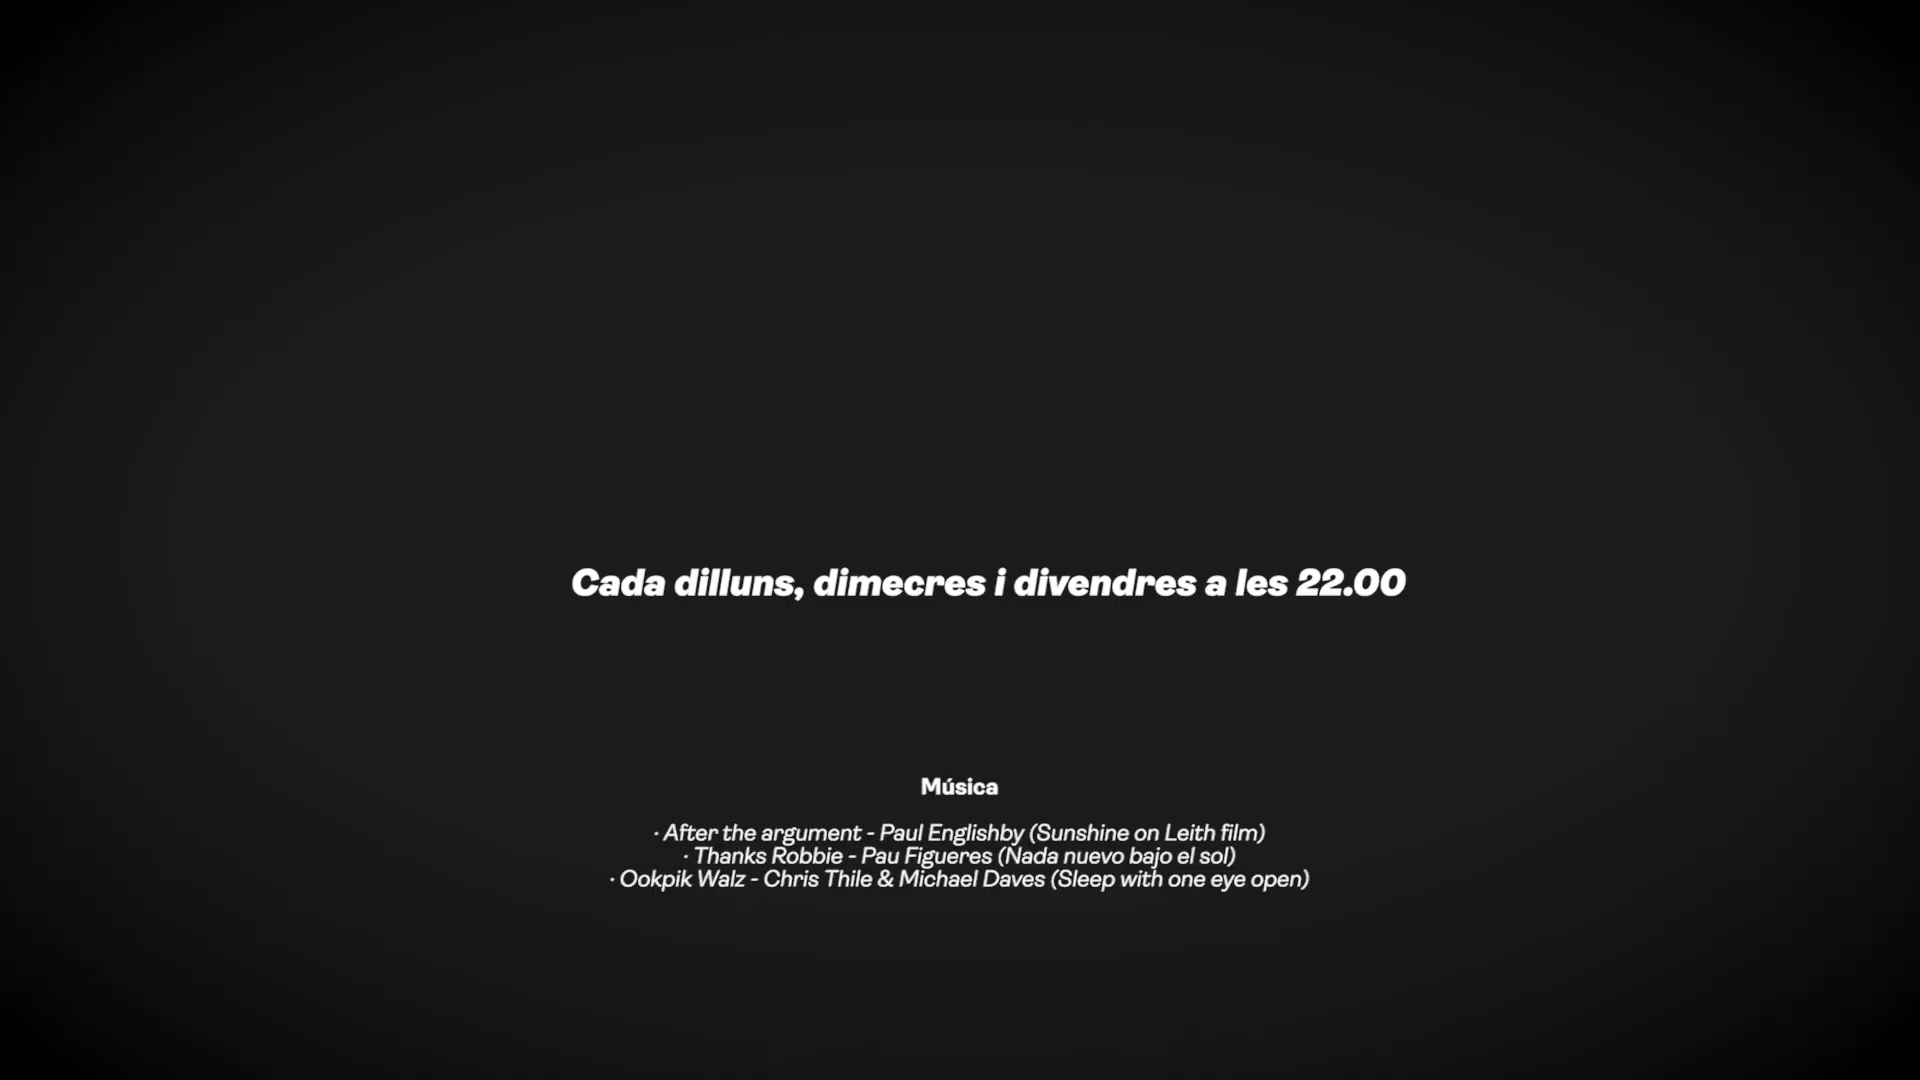 Cada dilluns, dimecres i divendres a les 22.00
Música
· After the argument - Paul Englishby (Sunshine on Leith film)
· Thanks Robbie - Pau Figueres (Nada nuevo bajo el sol)
· Ookpik Walz - Chris Thile & Michael Daves (Sleep with one eye open)